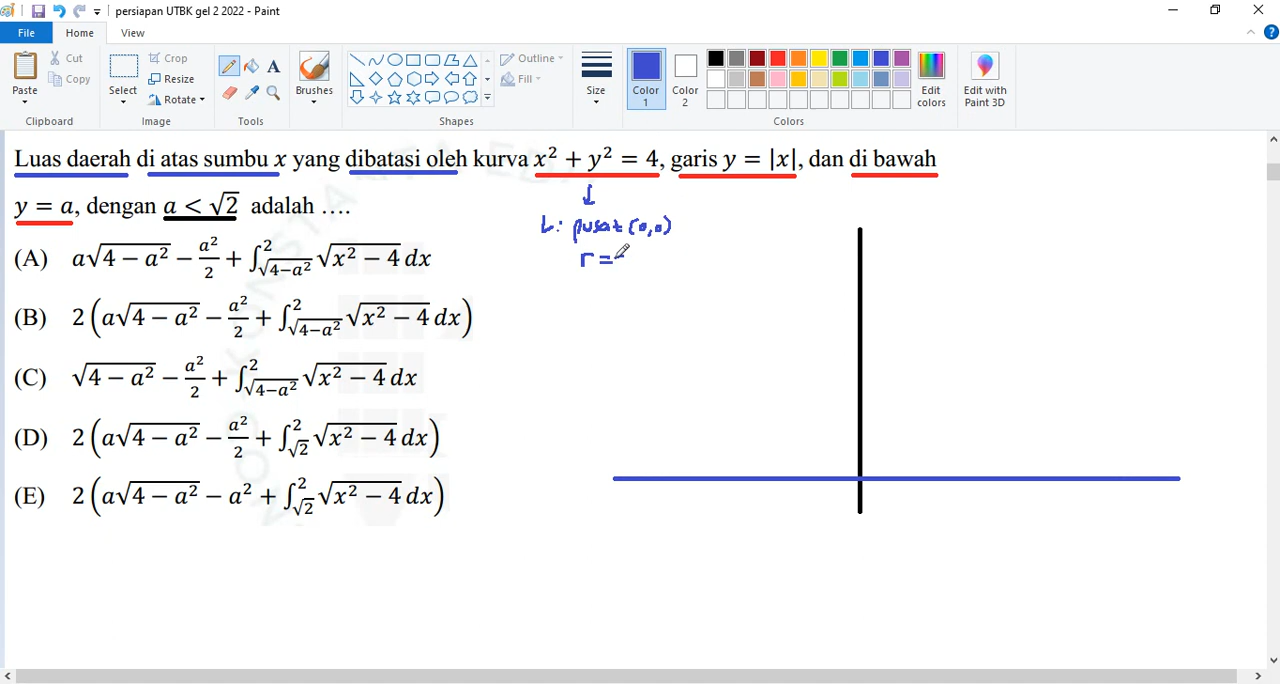 persiapan UTBK gel 2 2022 - Paint
File Home View
Paste Cut Copy Clipboard
Select Crop Resize Rotate Image
Tools
Brushes
Outline Fill Shapes
Size
Color 1 Color 2 Edit colors Colors
Edit with Paint 3D
Luas daerah di atas sumbu x yang dibatasi oleh kurva x² + y² = 4, garis y = |x|, dan di bawah
y = a, dengan a < √2 adalah ….
↓
L: pusat (0,0)
r =
(A) a√(4 − a²) − a²/2 + ∫_{√(4−a²)}^{2} √(x² − 4) dx
(B) 2 (a√(4 − a²) − a²/2 + ∫_{√(4−a²)}^{2} √(x² − 4) dx)
(C) √(4 − a²) − a²/2 + ∫_{√(4−a²)}^{2} √(x² − 4) dx
(D) 2 (a√(4 − a²) − a²/2 + ∫_{√2}^{2} √(x² − 4) dx)
(E) 2 (a√(4 − a²) − a² + ∫_{√2}^{2} √(x² − 4) dx)